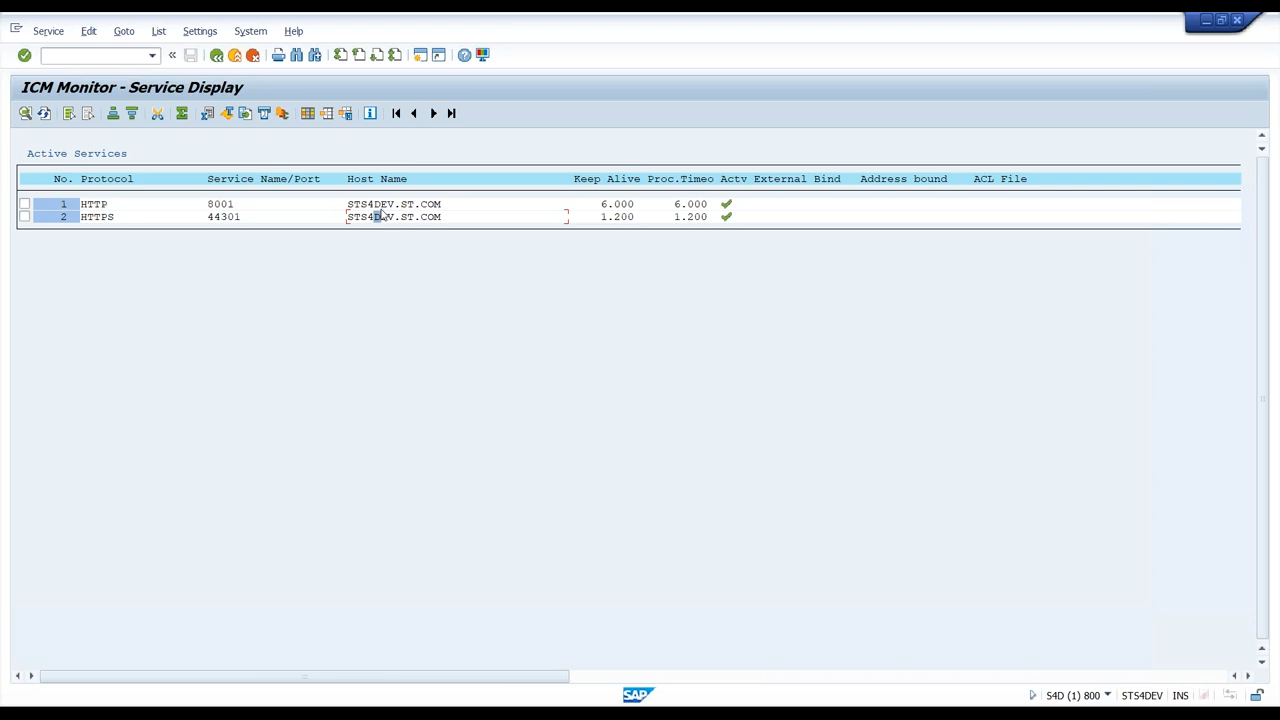 Service Edit Goto List Settings System Help
ICM Monitor - Service Display
Active Services
No. Protocol Service Name/Port Host Name Keep Alive Proc.Timeo Actv External Bind Address bound ACL File
1 HTTP 8001 STS4DEV.ST.COM 6.000 6.000
2 HTTPS 44301 STS4DEV.ST.COM 1.200 1.200
SAP S4D (1) 800 STS4DEV INS